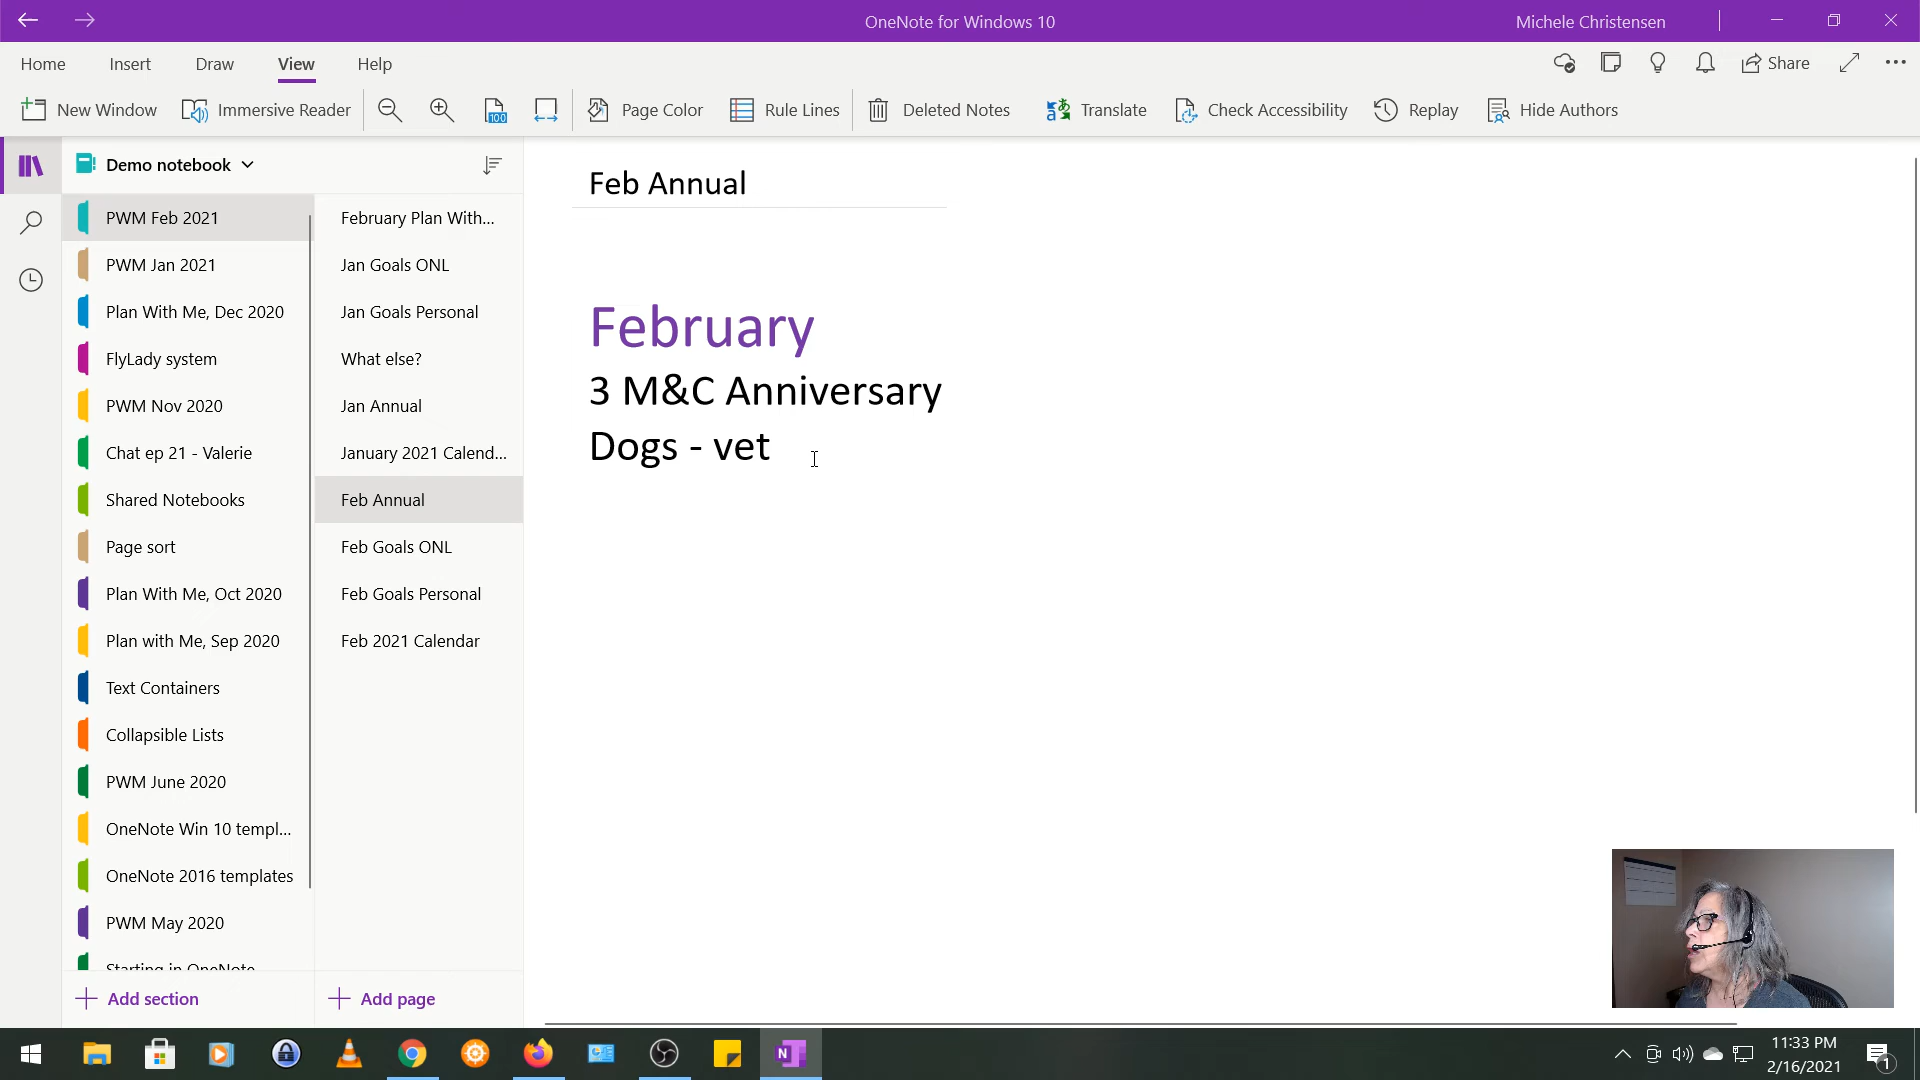 OneNote for Windows 10
Michele Christensen
Home Insert Draw View Help
Share
New Window Immersive Reader 100 Page Color Rule Lines Deleted Notes Translate Check Accessibility Replay Hide Authors
Demo notebook
PWM Feb 2021
PWM Jan 2021
Plan With Me, Dec 2020
FlyLady system
PWM Nov 2020
Chat ep 21 - Valerie
Shared Notebooks
Page sort
Plan With Me, Oct 2020
Plan with Me, Sep 2020
Text Containers
Collapsible Lists
PWM June 2020
OneNote Win 10 templ...
OneNote 2016 templates
PWM May 2020
Starting in OneNote
Add section
February Plan With...
Jan Goals ONL
Jan Goals Personal
What else?
Jan Annual
January 2021 Calend...
Feb Annual
Feb Goals ONL
Feb Goals Personal
Feb 2021 Calendar
Add page
Feb Annual
February
3 M&C Anniversary
Dogs - vet
N
11:33 PM
2/16/2021
1